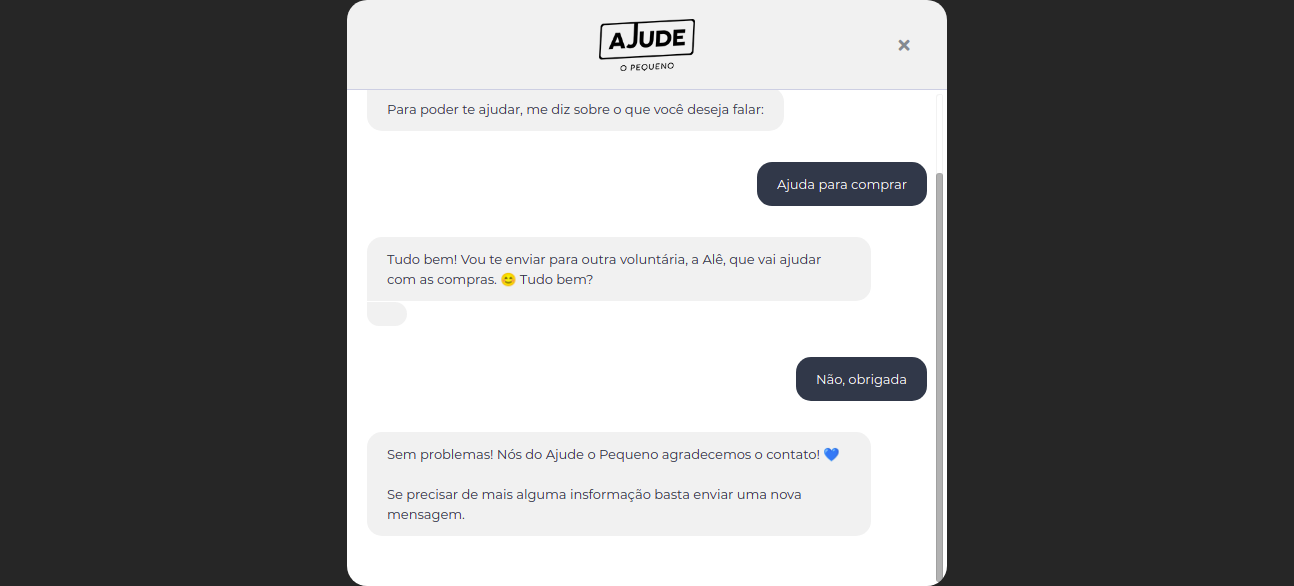 AJUDE
O PEQUENO
Para poder te ajudar, me diz sobre o que você deseja falar:
Ajuda para comprar
Tudo bem! Vou te enviar para outra voluntária, a Alê, que vai ajudar
com as compras. 😊 Tudo bem?
Não, obrigada
Sem problemas! Nós do Ajude o Pequeno agradecemos o contato! 💙
Se precisar de mais alguma insformação basta enviar uma nova
mensagem.